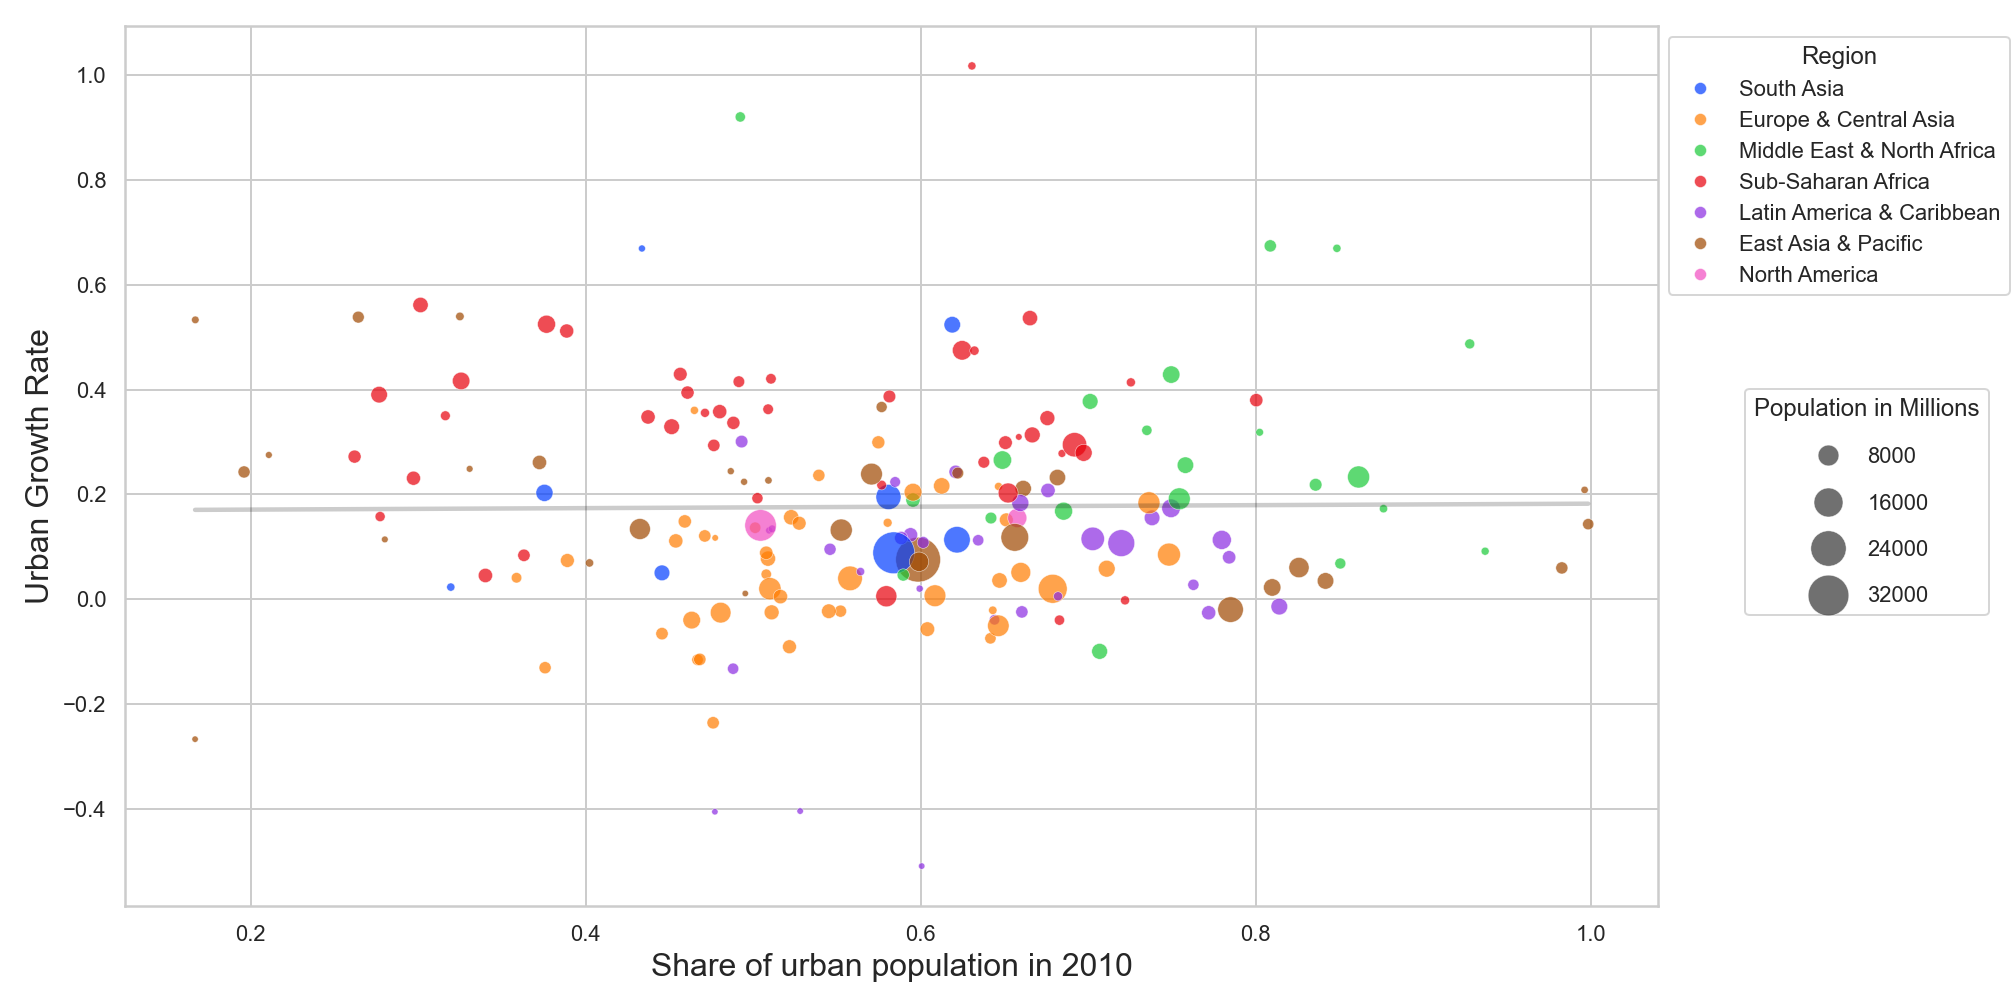 1.0
0.8
0.6
0.4
0.2
0.0
−0.2
−0.4
Urban Growth Rate
0.2 0.4 0.6 0.8 1.0
Share of urban population in 2010
Region
South Asia
Europe & Central Asia
Middle East & North Africa
Sub-Saharan Africa
Latin America & Caribbean
East Asia & Pacific
North America
Population in Millions
8000
16000
24000
32000